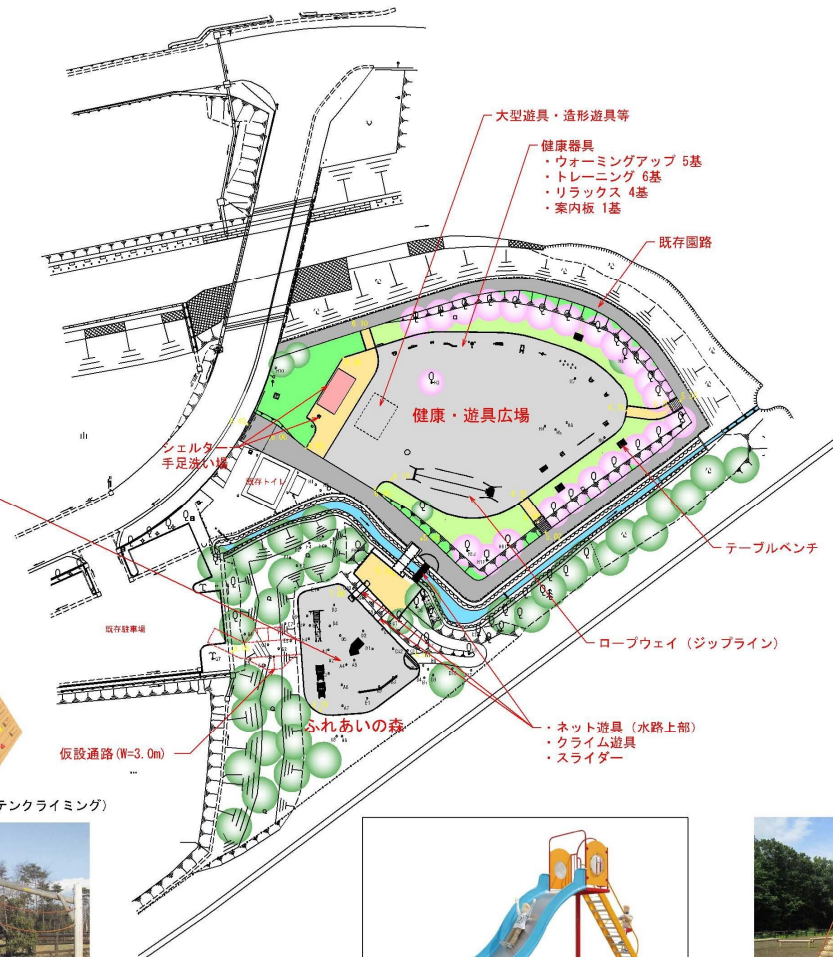 大型遊具・造形遊具等
健康器具
・ウォーミングアップ 5基
・トレーニング 6基
・リラックス 4基
・案内板 1基
既存園路
健康・遊具広場
シェルター
手足洗い場
既存トイレ
テーブルベンチ
既存駐車場
ロープウェイ（ジップライン）
ふれあいの森
仮設通路(W=3.0m)
・ネット遊具（水路上部）
・クライム遊具
・スライダー
テンクライミング）